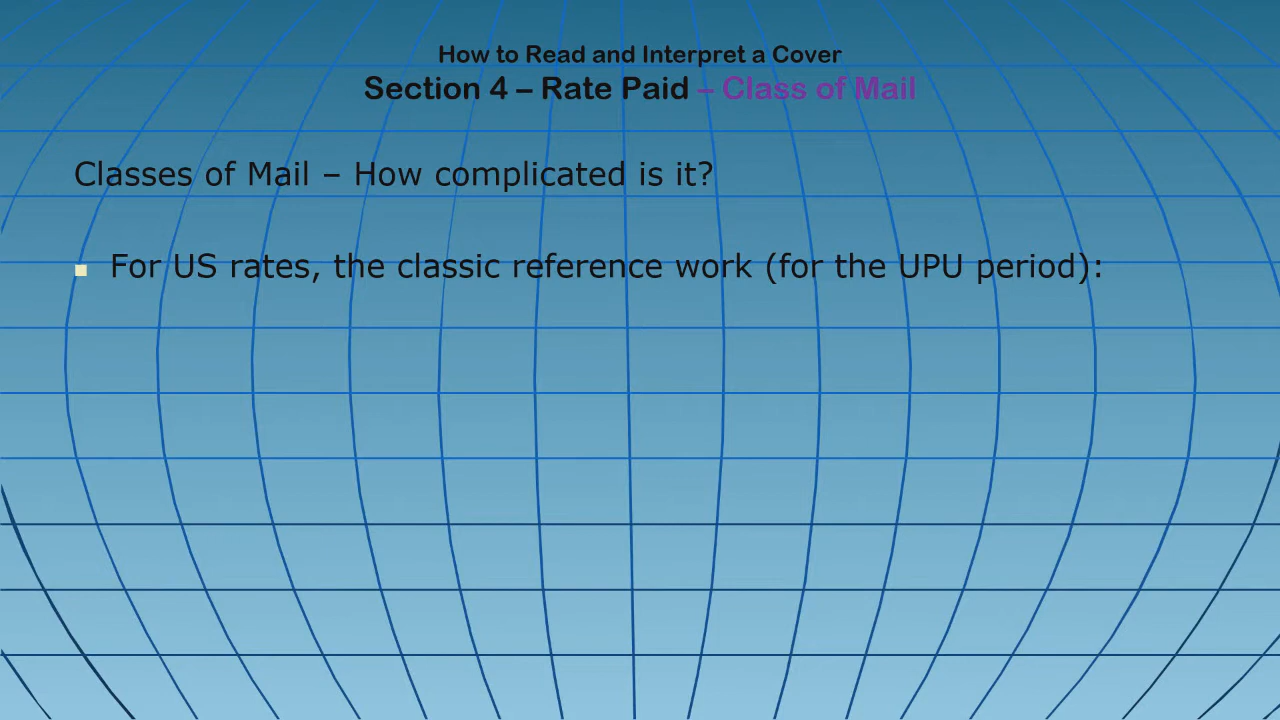 How to Read and Interpret a Cover
Section 4 – Rate Paid – Class of Mail
Classes of Mail – How complicated is it?
For US rates, the classic reference work (for the UPU period):